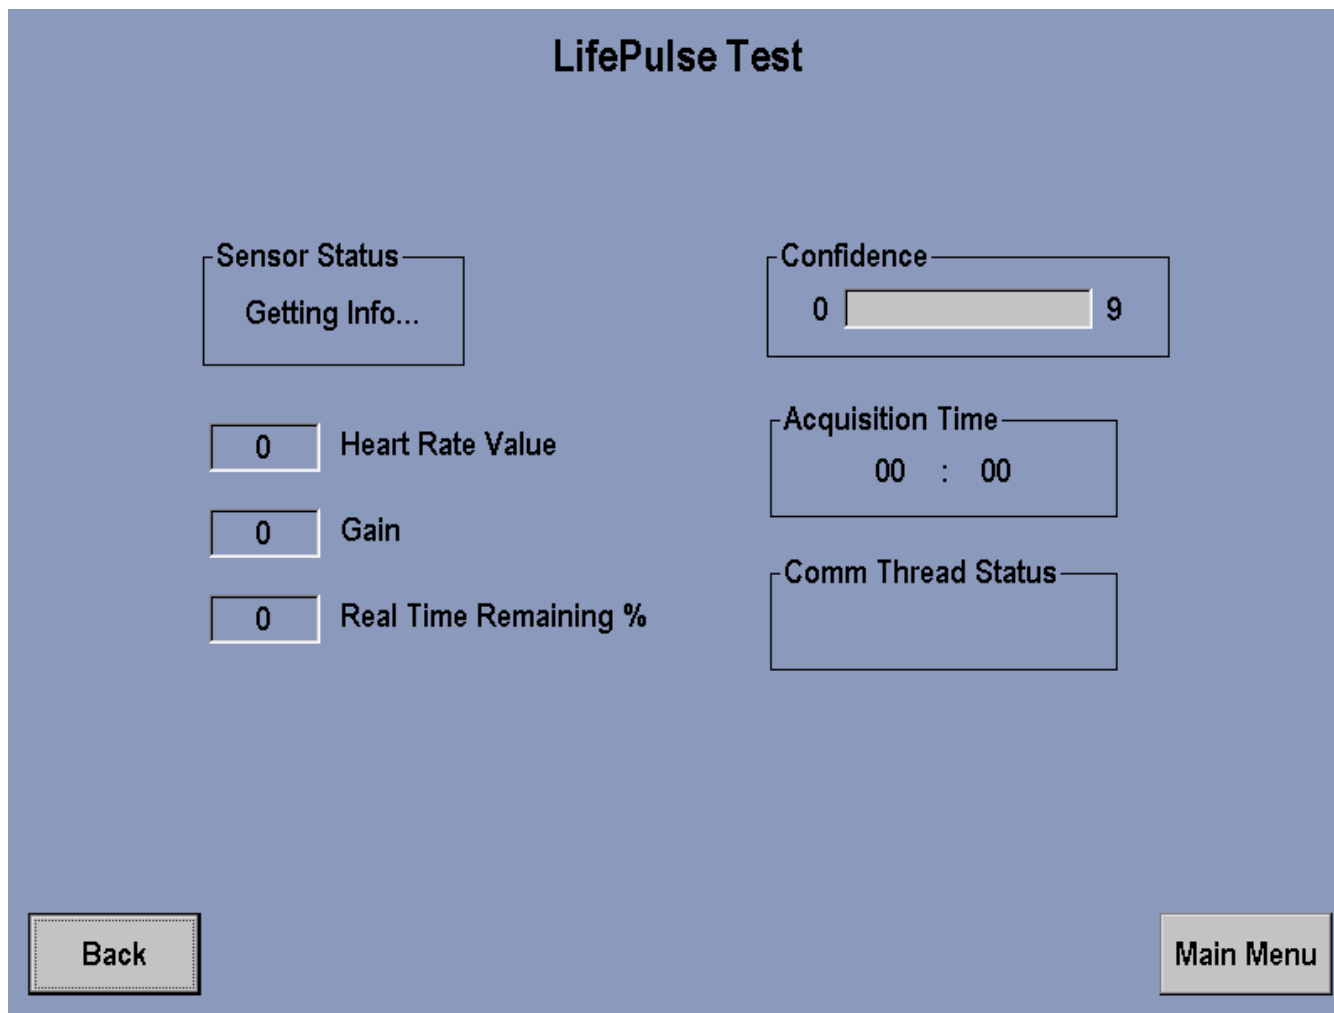 LifePulse Test
Sensor Status
Getting Info...
Confidence
0 9
0 Heart Rate Value
0 Gain
0 Real Time Remaining %
Acquisition Time
00 : 00
Comm Thread Status
Back
Main Menu